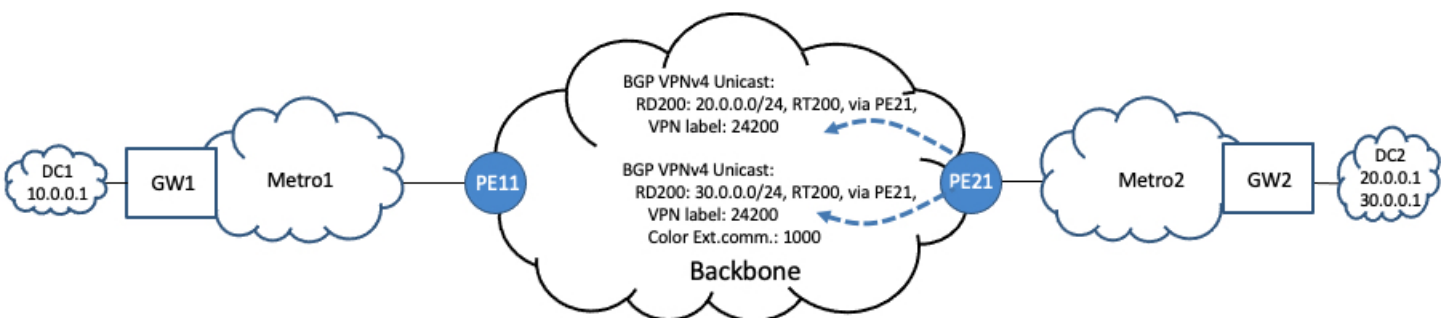 DC1
10.0.0.1
GW1
Metro1
PE11
BGP VPNv4 Unicast:
RD200: 20.0.0.0/24, RT200, via PE21,
VPN label: 24200
BGP VPNv4 Unicast:
RD200: 30.0.0.0/24, RT200, via PE21,
VPN label: 24200
Color Ext.comm.: 1000
Backbone
PE21
Metro2
GW2
DC2
20.0.0.1
30.0.0.1